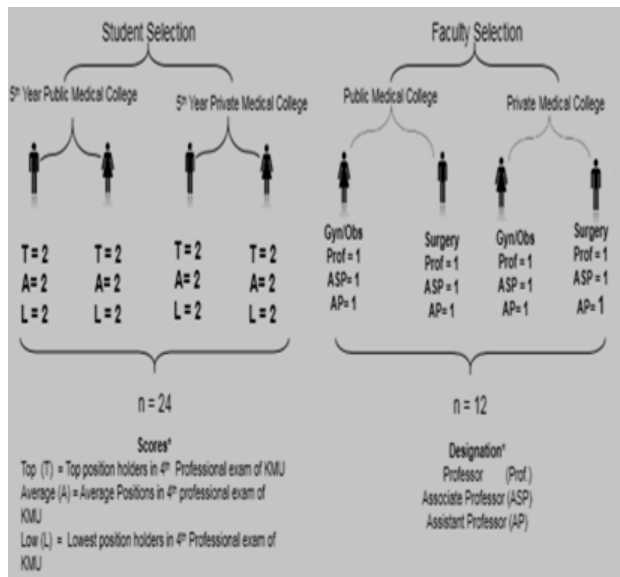 Student Selection
5th Year Public Medical College
5th Year Private Medical College
T= 2
A= 2
L= 2
T= 2
A= 2
L= 2
T= 2
A= 2
L= 2
T= 2
A= 2
L= 2
n = 24
Scores*
Top (T) = Top position holders in 4th Professional exam of KMU
Average (A) = Average Positions in 4th professional exam of
KMU
Low (L) = Lowest position holders in 4th Professional exam of
KMU
Faculty Selection
Public Medical College
Private Medical College
Gyn/Obs
Prof = 1
ASP = 1
AP= 1
Surgery
Prof = 1
ASP = 1
AP= 1
Gyn/Obs
Prof = 1
ASP = 1
AP= 1
Surgery
Prof = 1
ASP = 1
AP= 1
n = 12
Designation*
Professor (Prof.)
Associate Professor (ASP)
Assistant Professor (AP)